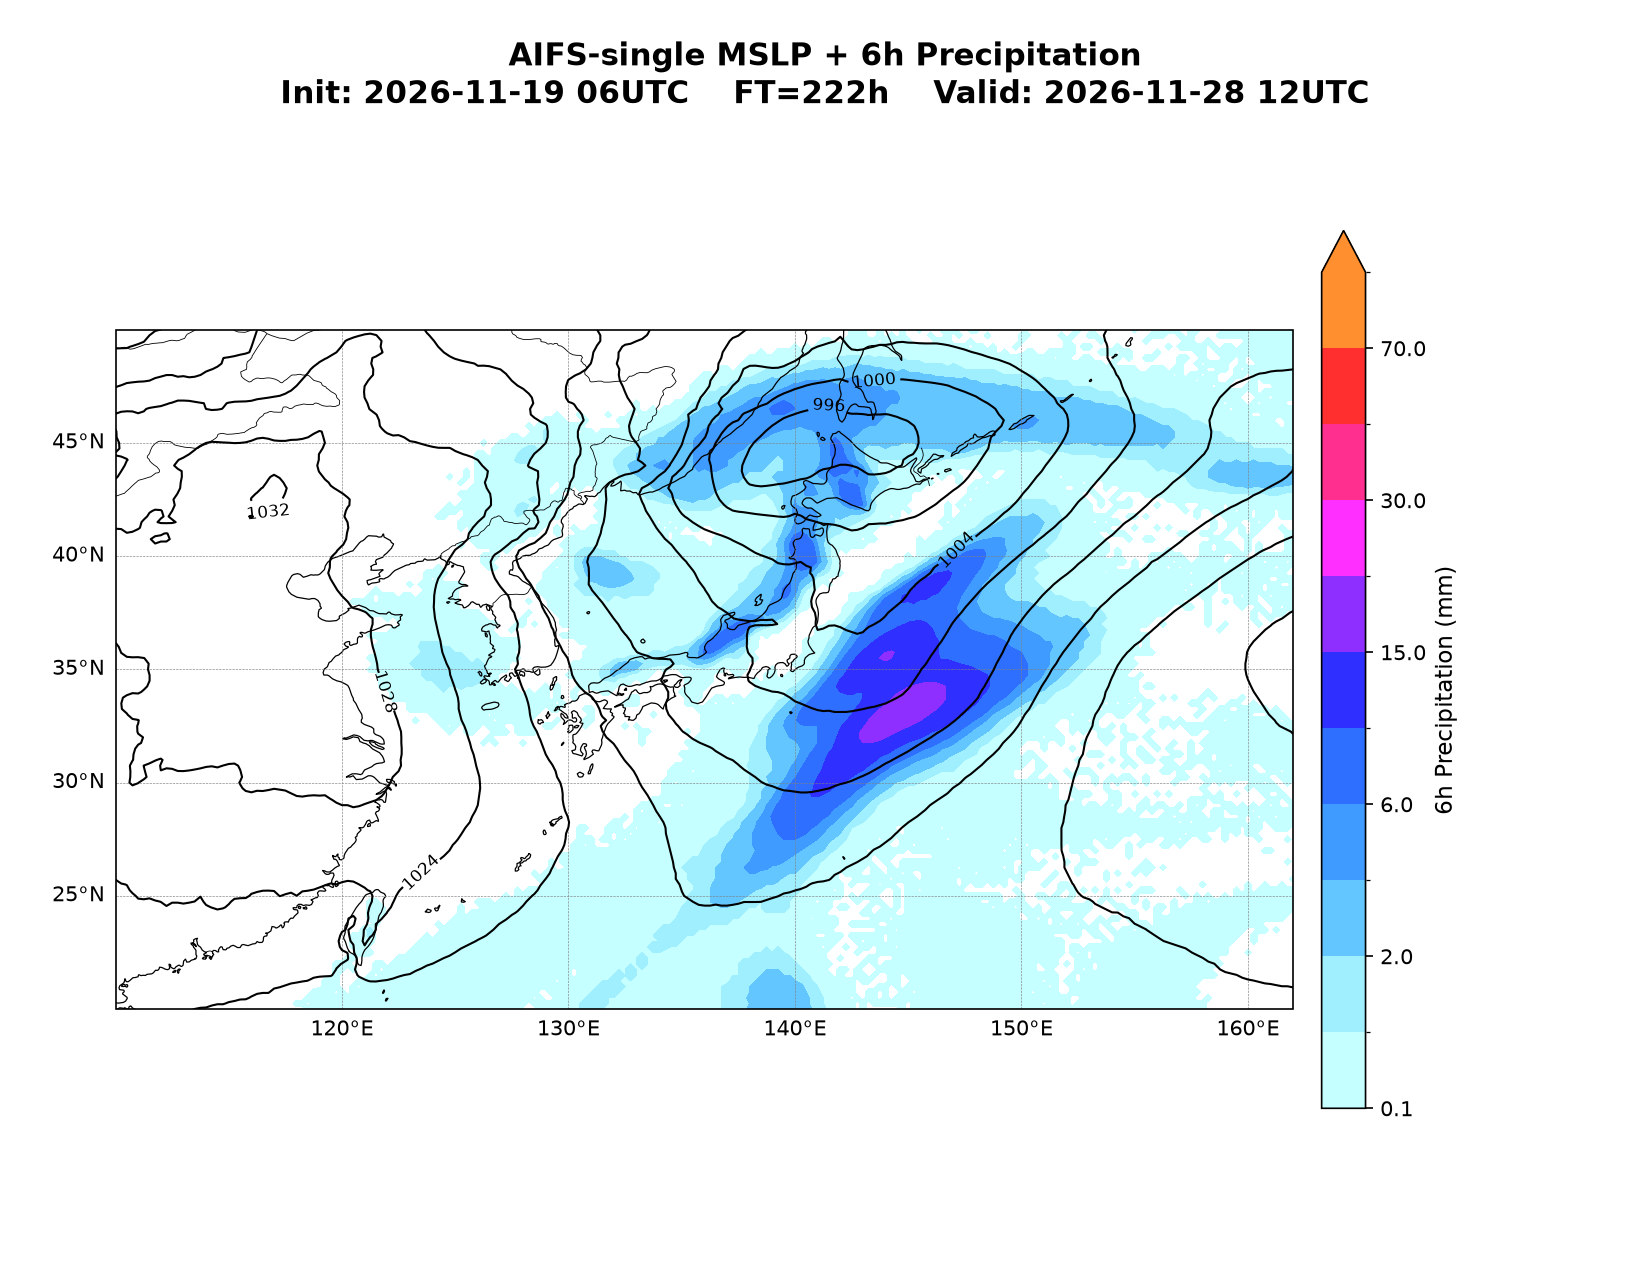 AIFS-single MSLP + 6h Precipitation
Init: 2026-11-19 06UTC    FT=222h    Valid: 2026-11-28 12UTC
1000
996
1032
1004
1028
1024
45°N
40°N
35°N
30°N
25°N
120°E
130°E
140°E
150°E
160°E
70.0
30.0
15.0
6.0
2.0
0.1
6h Precipitation (mm)